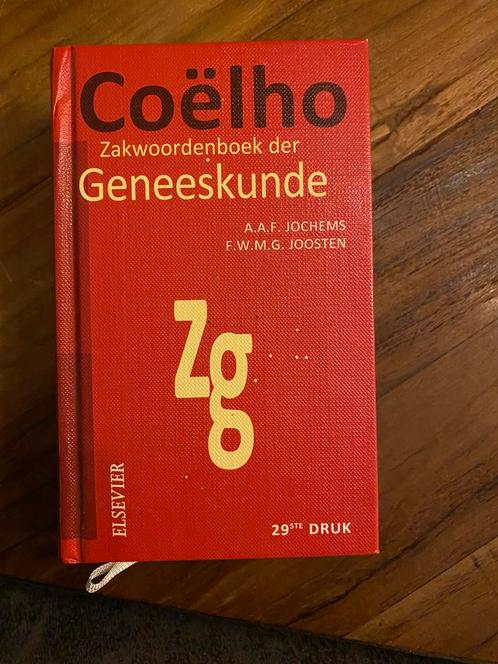 Coëlho
Zakwoordenboek der
Geneeskunde
A.A.F. JOCHEMS
F.W.M.G. JOOSTEN
Zg
ELSEVIER
29STE DRUK